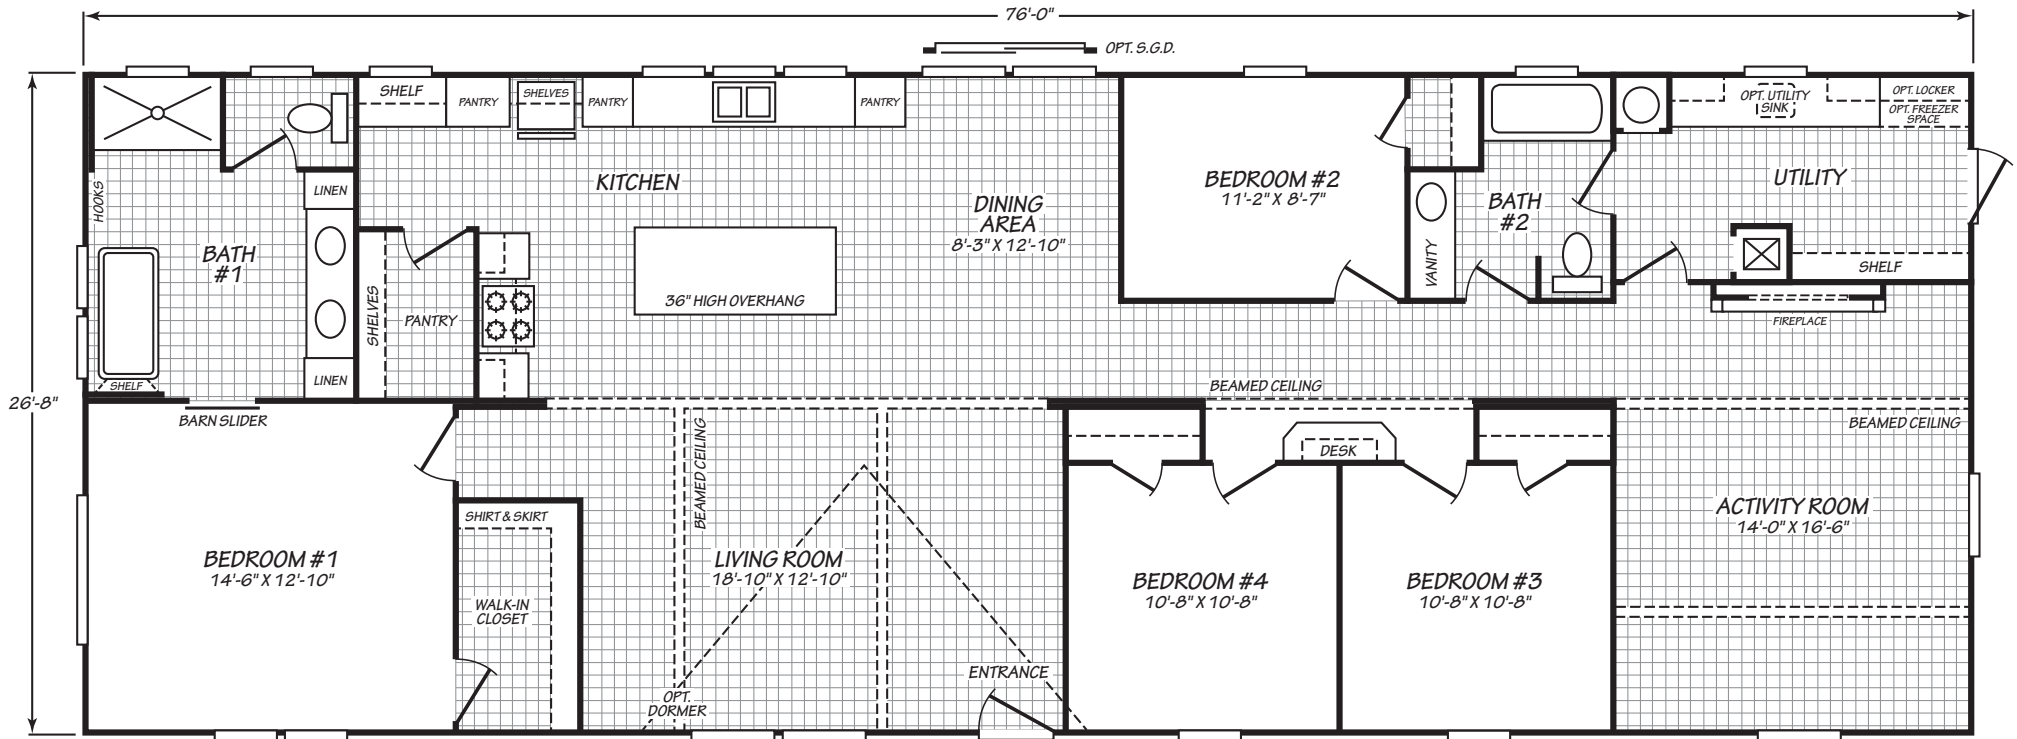 76'-0"
OPT. S.G.D.
SHELF
PANTRY
SHELVES
PANTRY
PANTRY
OPT. UTILITY
SINK
OPT. LOCKER
OPT. FREEZER
SPACE
HOOKS
LINEN
KITCHEN
DINING
AREA
8'-3" X 12'-10"
BEDROOM #2
11'-2" X 8'-7"
BATH
#2
UTILITY
BATH
#1
VANITY
SHELF
SHELVES
PANTRY
36" HIGH OVERHANG
FIREPLACE
LINEN
SHELF
BEAMED CEILING
26'-8"
BARN SLIDER
BEAMED CEILING
BEAMED CEILING
DESK
SHIRT & SKIRT
ACTIVITY ROOM
14'-0" X 16'-6"
BEDROOM #1
14'-6" X 12'-10"
LIVING ROOM
18'-10" X 12'-10"
BEDROOM #4
10'-8" X 10'-8"
BEDROOM #3
10'-8" X 10'-8"
WALK-IN
CLOSET
ENTRANCE
OPT.
DORMER